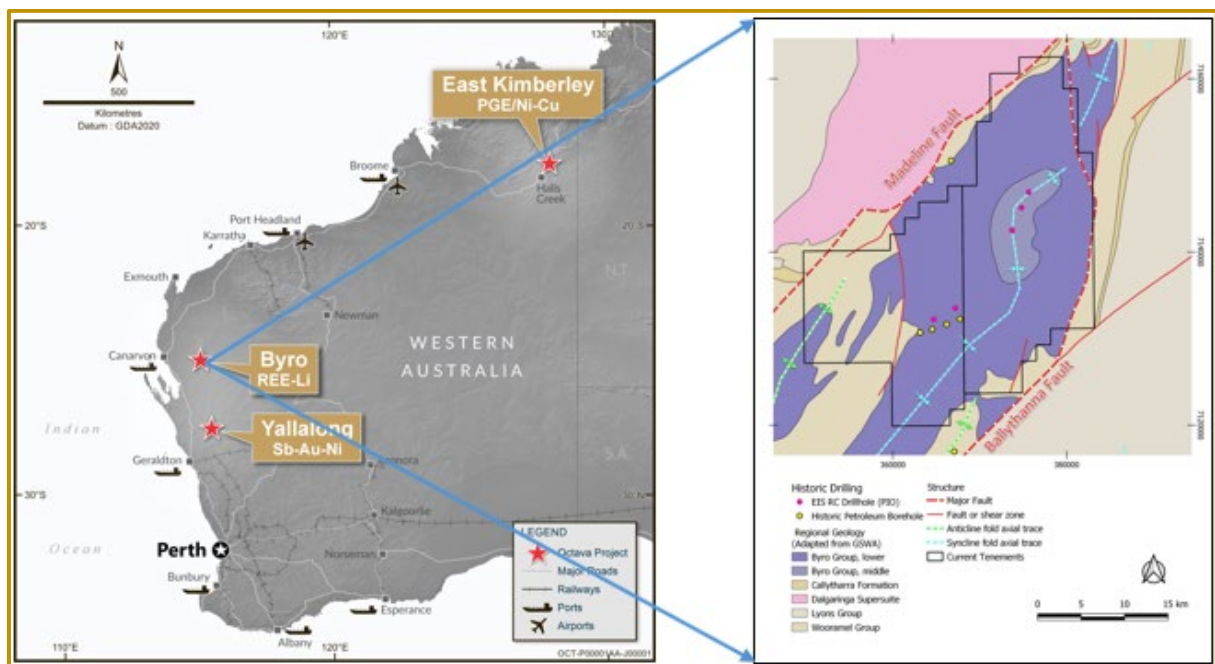 120°E
130°E
N
500
Kilometres
Datum : GDA2020
East Kimberley
PGE/Ni-Cu
Broome
Halls
Creek
20°S
20°S
Port Headland
Karratha
Exmouth
N.T.
Newman
WESTERN
AUSTRALIA
Canarvon
Byro
REE-Li
Indian
Yallalong
Sb-Au-Ni
Geraldton
S.A.
30°S
30°S
Kalgoorlie
Ocean
Perth
Norseman
Bunbury
Esperance
Albany
110°E
120°E
LEGEND
Octava Project
Major Roads
Railways
Ports
Airports
OCT-P00001AA-J00001
Madeline Fault
Ballythanna Fault
7160000
7140000
7120000
360000
380000
Historic Drilling
EIS RC Drillhole (PIO)
Historic Petroleum Borehole
Regional Geology
(Adapted from GSWA)
Byro Group, lower
Byro Group, middle
Callytharra Formation
Dalgaringa Supersuite
Lyons Group
Wooramel Group
Structure
Major Fault
Fault or shear zone
Anticline fold axial trace
Syncline fold axial trace
Current Tenements
0 5 10 15 km